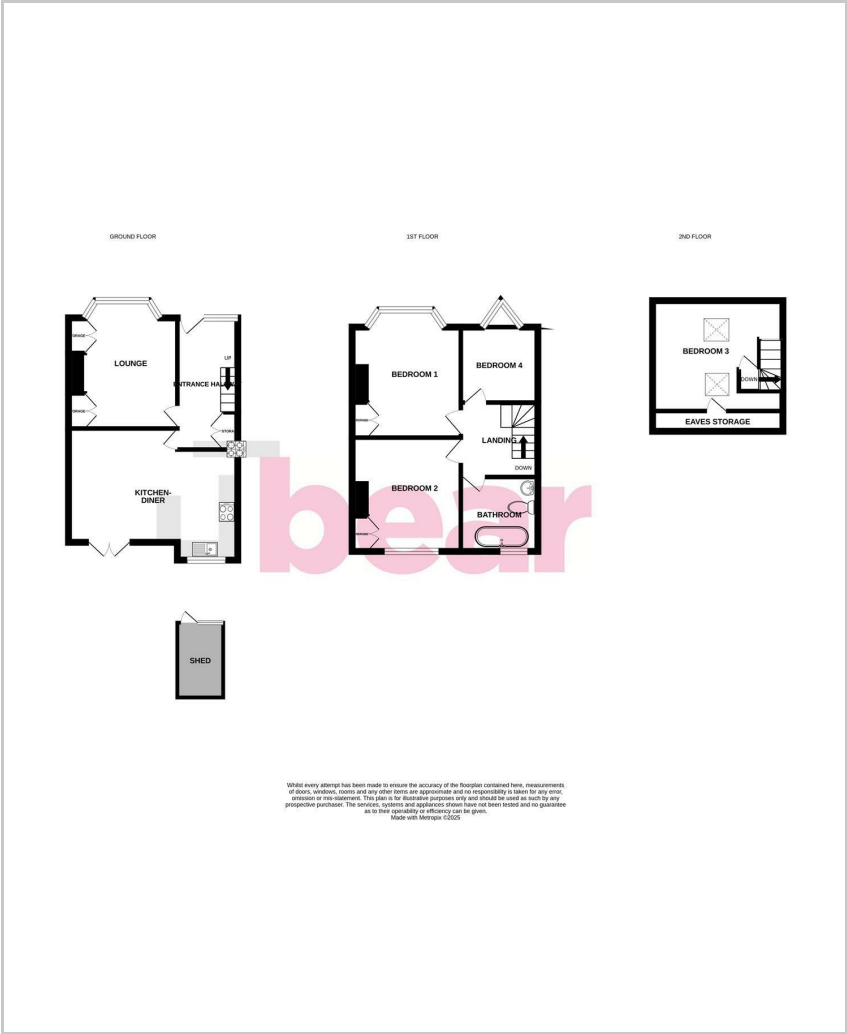 GROUND FLOOR
1ST FLOOR
2ND FLOOR
LOUNGE
UP
ENTRANCE
KITCHEN-
DINER
SHED
BEDROOM 1
BEDROOM 4
LANDING
DOWN
BEDROOM 2
BATHROOM
BEDROOM 3
DOWN
EAVES STORAGE
bear
Whilst every attempt has been made to ensure the accuracy of the floorplan contained here, measurements
of doors, windows, rooms and any other items are approximate and no responsibility is taken for any error,
omission or mis-statement. This plan is for illustrative purposes only and should be used as such by any
prospective purchaser. The services, systems and appliances shown have not been tested and no guarantee
as to their operability or efficiency can be given.
Made with Metropix ©2025